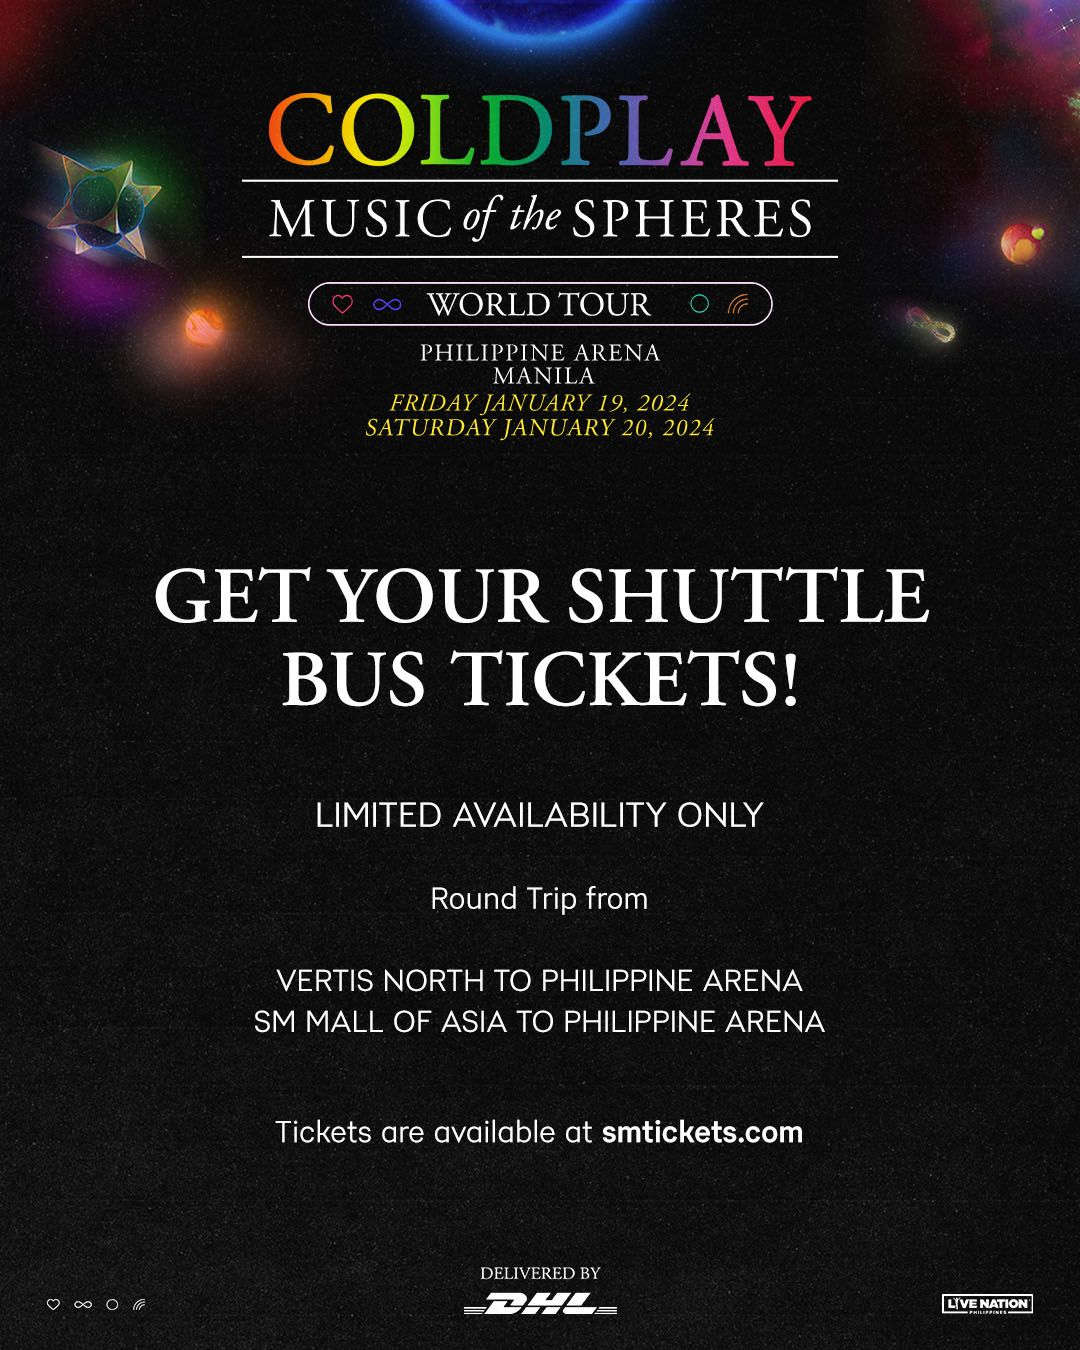 COLDPLAY
MUSIC of the SPHERES
WORLD TOUR
PHILIPPINE ARENA
MANILA
FRIDAY JANUARY 19, 2024
SATURDAY JANUARY 20, 2024
GET YOUR SHUTTLE
BUS TICKETS!
LIMITED AVAILABILITY ONLY
Round Trip from
VERTIS NORTH TO PHILIPPINE ARENA
SM MALL OF ASIA TO PHILIPPINE ARENA
Tickets are available at smtickets.com
DELIVERED BY
DHL
LIVE NATION
PHILIPPINES